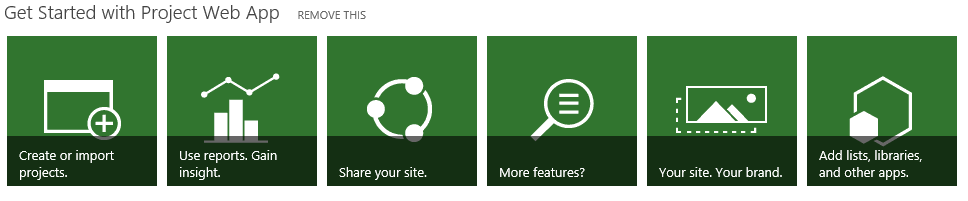 Get Started with Project Web App REMOVE THIS
Create or import
projects.
Use reports. Gain
insight.
Share your site.
More features?
Your site. Your brand.
Add lists, libraries,
and other apps.